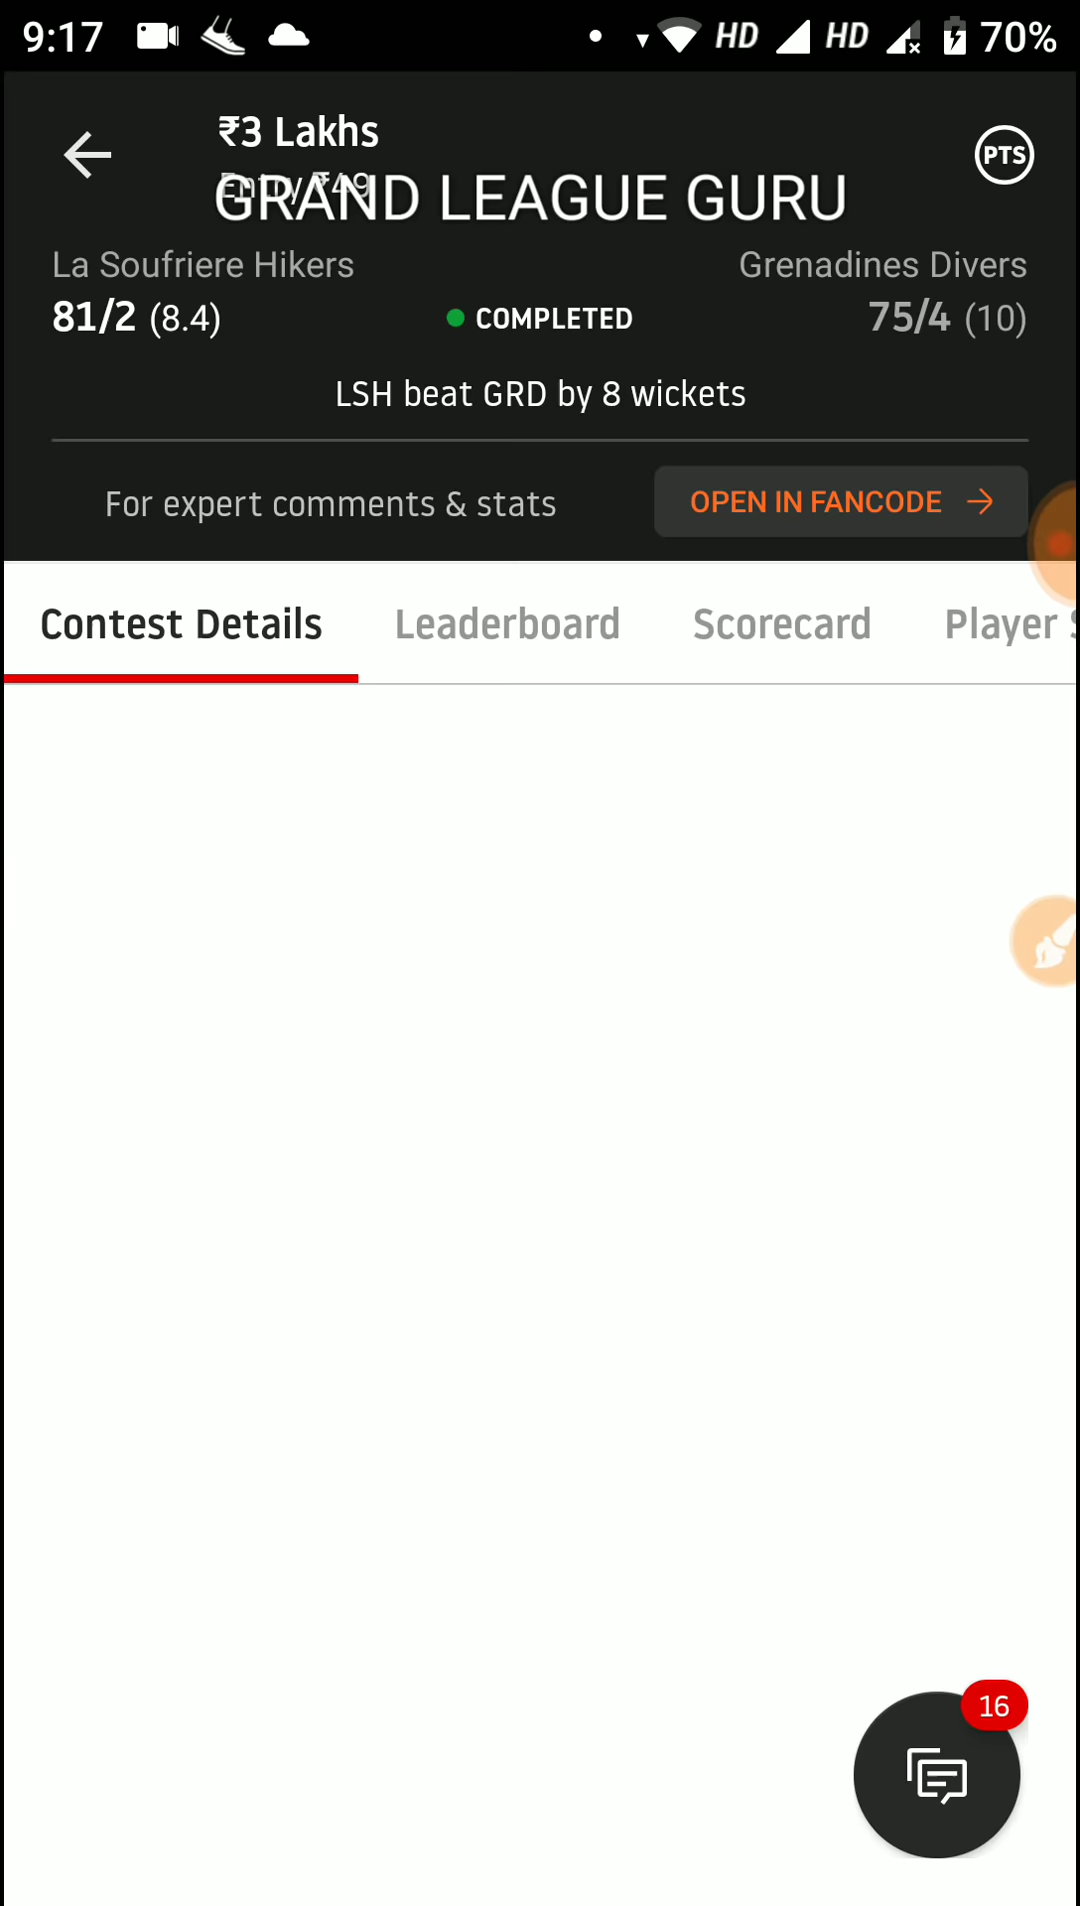 9:17 HD HD 70%
₹3 Lakhs
PTS
Entry ₹49
GRAND LEAGUE GURU
La Soufriere Hikers Grenadines Divers
81/2 (8.4) COMPLETED 75/4 (10)
LSH beat GRD by 8 wickets
For expert comments & stats OPEN IN FANCODE
Contest Details Leaderboard Scorecard Player
16